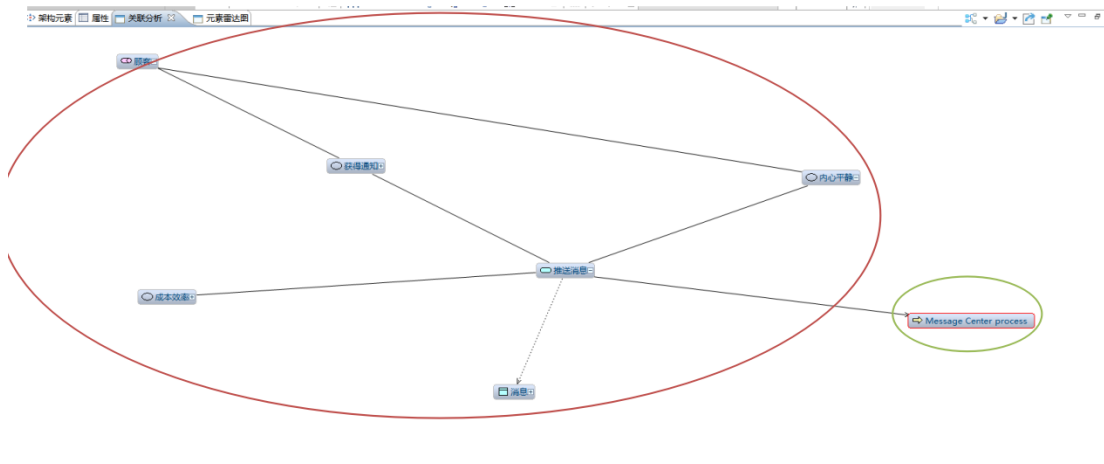 架构元素 属性 关联分析 元素雷达图
顾客
获得通知
内心平静
推送消息
成本效率
Message Center process
消息